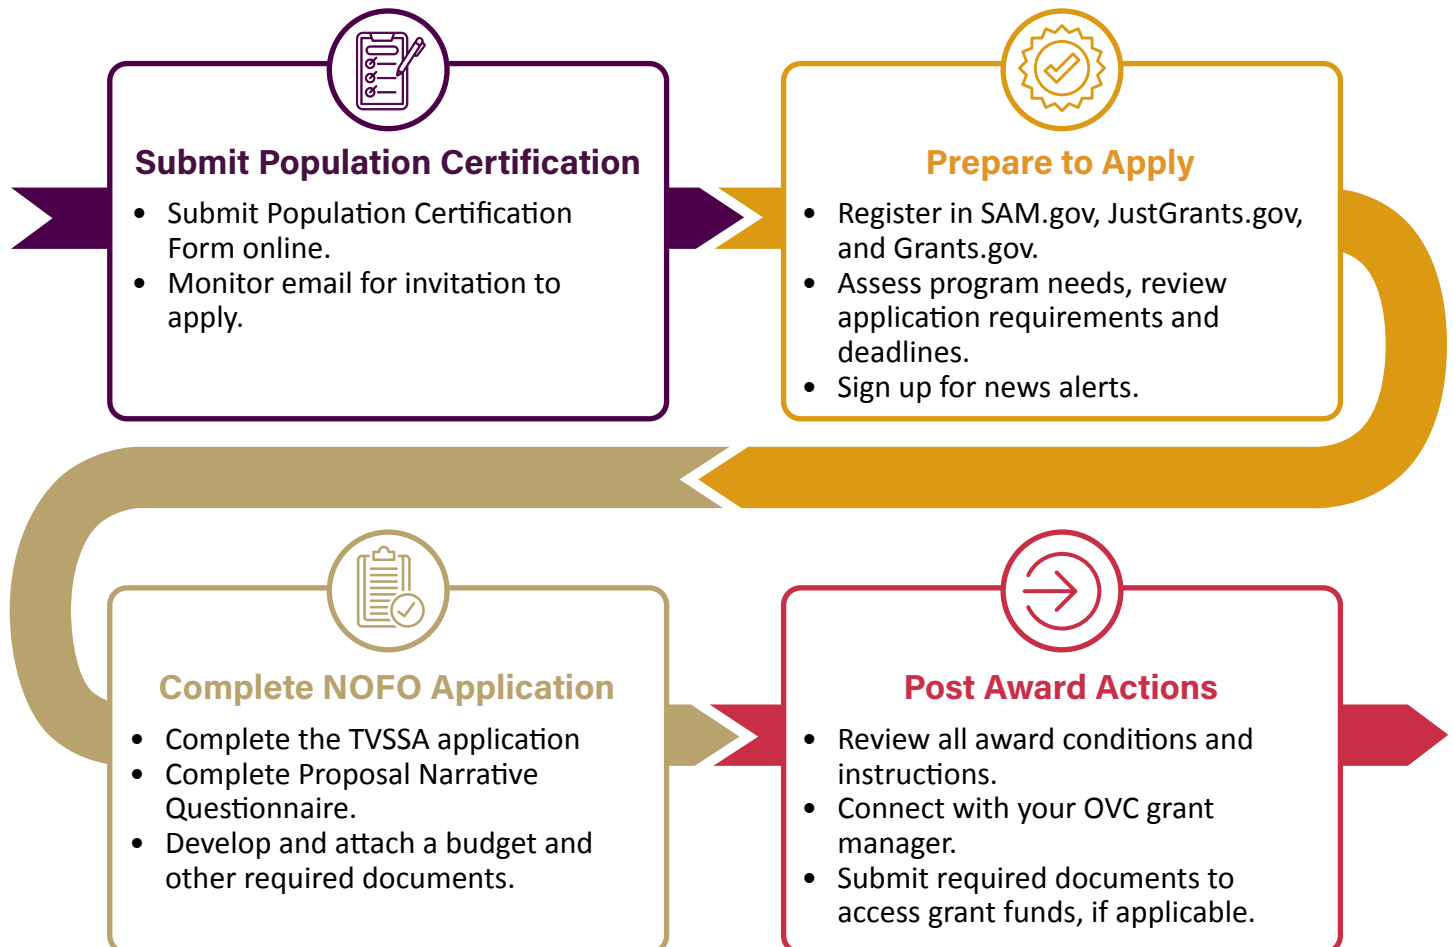 Submit Population Certification
• Submit Population Certification
Form online.
• Monitor email for invitation to
apply.
Prepare to Apply
• Register in SAM.gov, JustGrants.gov,
and Grants.gov.
• Assess program needs, review
application requirements and
deadlines.
• Sign up for news alerts.
Complete NOFO Application
• Complete the TVSSA application
• Complete Proposal Narrative
Questionnaire.
• Develop and attach a budget and
other required documents.
Post Award Actions
• Review all award conditions and
instructions.
• Connect with your OVC grant
manager.
• Submit required documents to
access grant funds, if applicable.